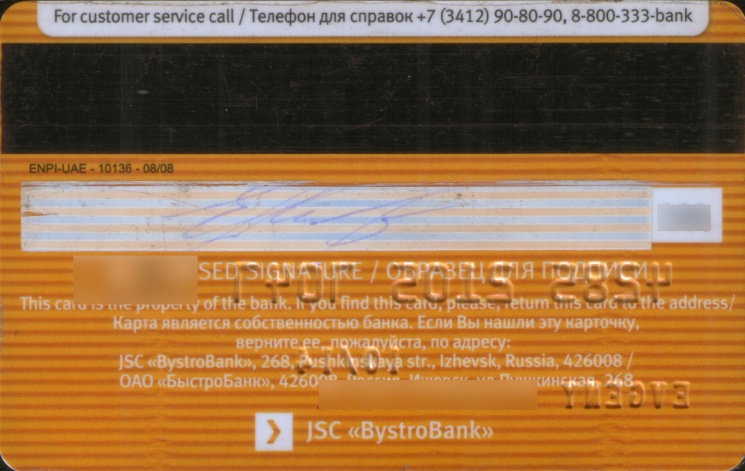 For customer service call / Телефон для справок +7 (3412) 90-80-90, 8-800-333-bank
ENPI-UAE - 10136 - 08/08
SED SIGNATURE / ОБРАЗЕЦ ДЛЯ ПОДПИСИ
This card is the property of the bank. If you find this card, please, return this card to the address/
Карта является собственностью банка. Если Вы нашли эту карточку,
верните ее, пожалуйста, по адресу:
JSC «BystroBank», 268, Pushkinskaya str., Izhevsk, Russia, 426008 /
ОАО «БыстроБанк», 426008, Россия, Ижевск, ул.Пушкинская, 268
EVGENY
JSC «BystroBank»